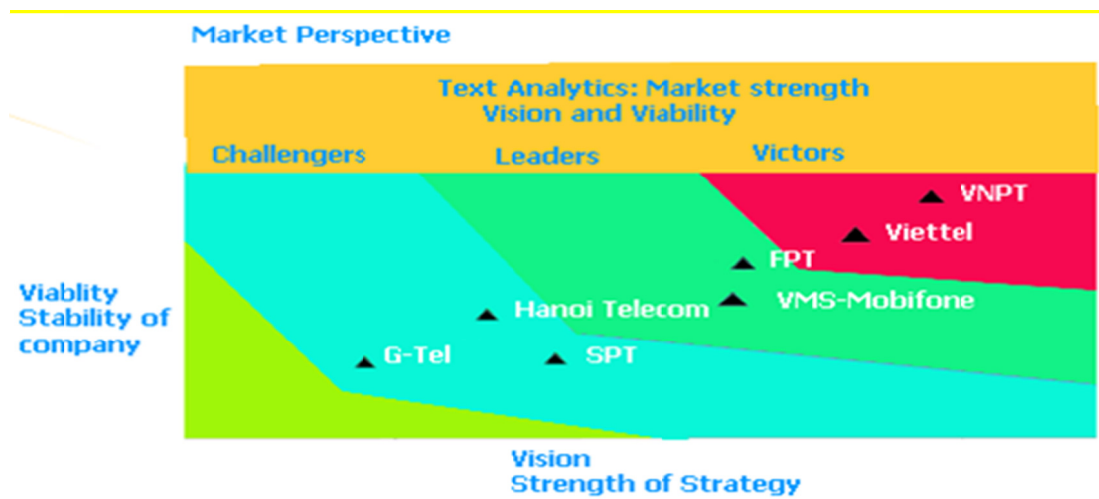 Market Perspective
Text Analytics: Market strength
Vision and Viability
Challengers
Leaders
Victors
VNPT
Viettel
FPT
VMS-Mobifone
Hanoi Telecom
G-Tel
SPT
Viablity
Stability of
company
Vision
Strength of Strategy